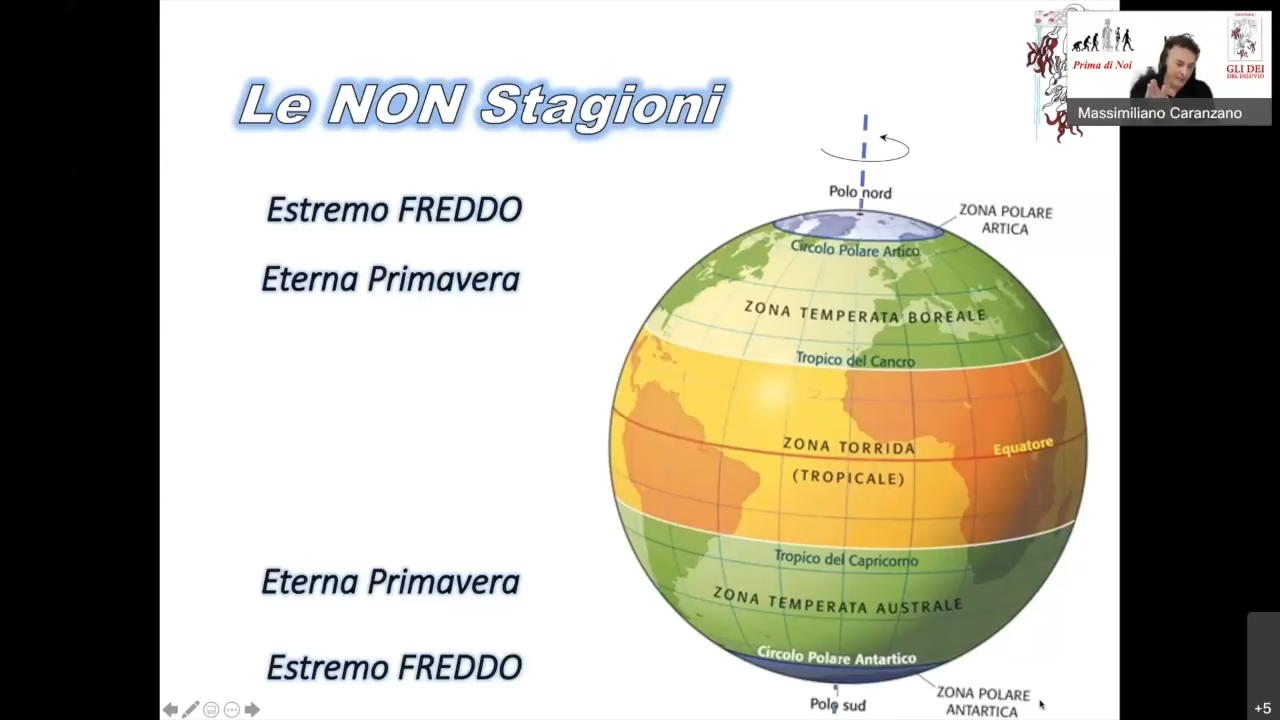 Le NON Stagioni
Estremo FREDDO
Eterna Primavera
Eterna Primavera
Estremo FREDDO
Polo nord
ZONA POLARE
ARTICA
Circolo Polare Artico
ZONA TEMPERATA BOREALE
Tropico del Cancro
ZONA TORRIDA
Equatore
(TROPICALE)
Tropico del Capricorno
ZONA TEMPERATA AUSTRALE
Circolo Polare Antartico
Polo sud
ZONA POLARE
ANTARTICA
Prima di Noi
GLI DEI
DEL DILUVIO
Massimiliano Caranzano
+5